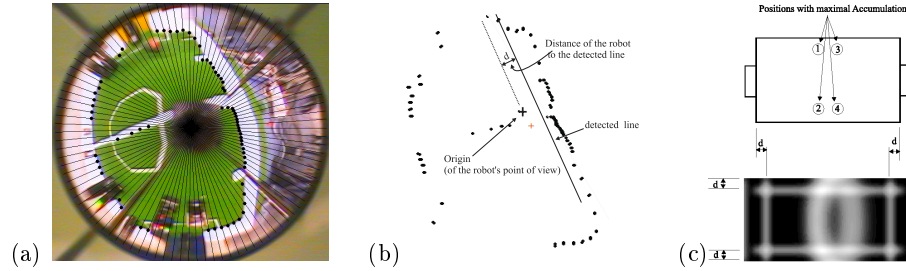 (a)
(b)
Distance of the robot
to the detected line
d
detected line
Origin
(of the robot's point of view)
(c)
Positions with maximal Accumulation
1 3
2 4
d d
d
d